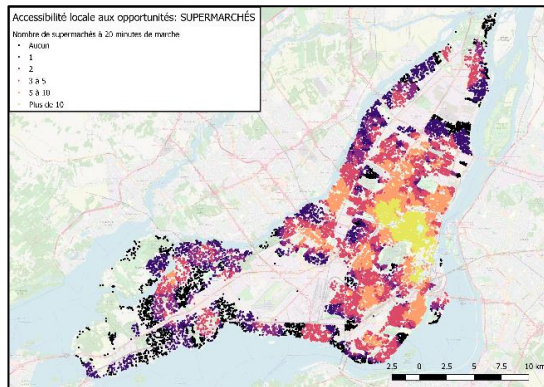 Accessibilité locale aux opportunités: SUPERMARCHÉS
Nombre de supermachés à 20 minutes de marche
Aucun
1
2
3 à 5
5 à 10
Plus de 10
2.5 0 2.5 5 7.5 10 km